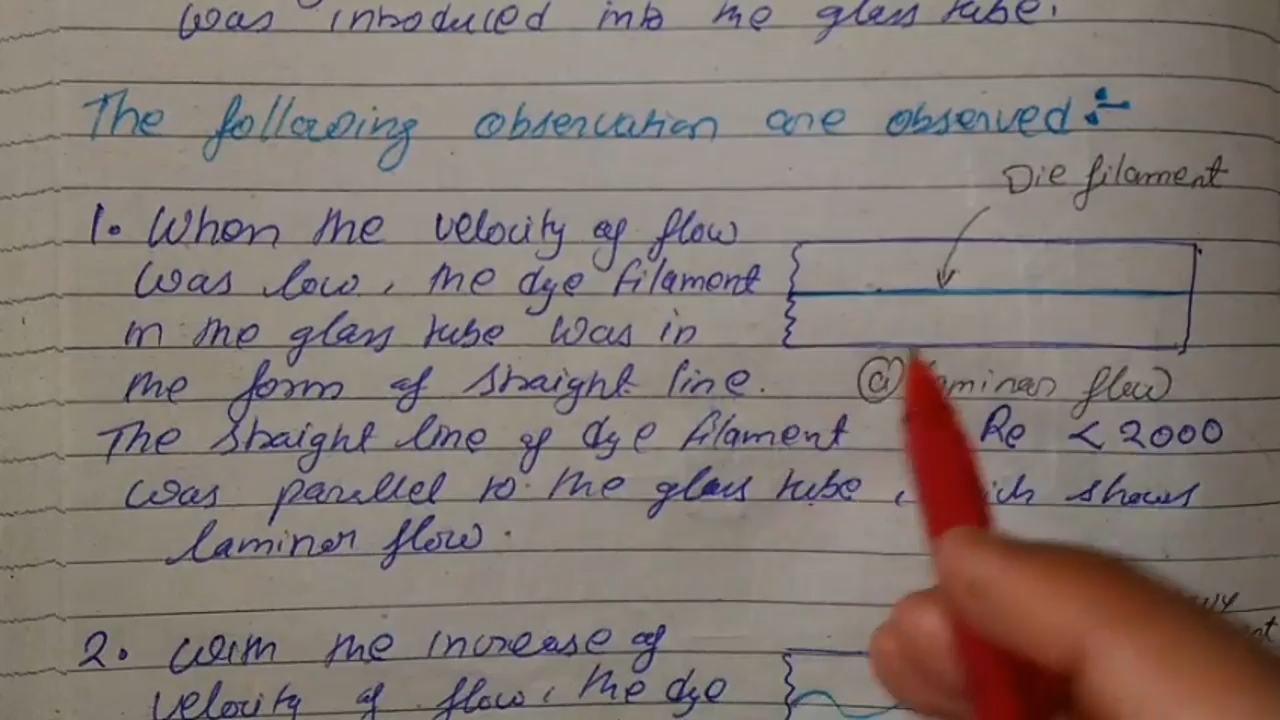 was introduced into the glass tube.
The following observation are observed :-
Die filament
1. When the velocity of flow
was low, the dye filament
in the glass tube was in
the form of straight line.
(a) laminar flow
The straight line of dye filament
Re < 2000
was parallel to the glass tube, which shows
laminar flow.
2. With the increase of
velocity of flow, the dye